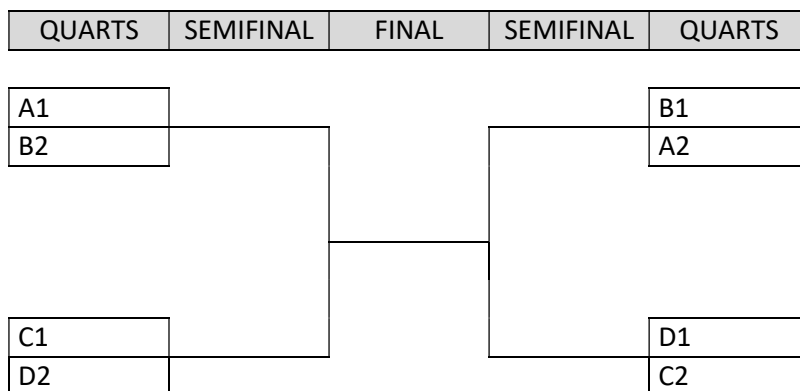 QUARTS SEMIFINAL FINAL SEMIFINAL QUARTS
A1 B1
B2 A2
C1 D1
D2 C2